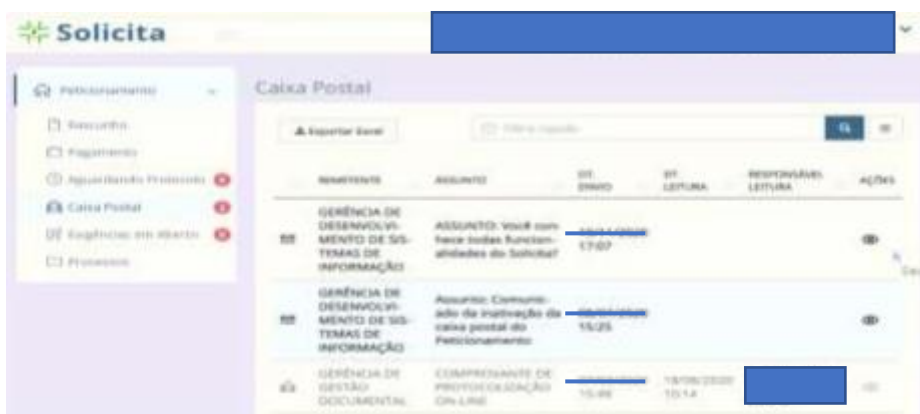 Solicita
Peticionamento
Caixa Postal
Rascunho
Exportar Excel
Filtro rápido
Pagamento
Aguardando Protocolo
REMETENTE
ASSUNTO
DT. ENVIO
DT. LEITURA
RESPONSÁVEL LEITURA
AÇÕES
Caixa Postal
Exigências em Aberto
Processos
GERÊNCIA DE
DESENVOLVI-
MENTO DE SIS-
TEMAS DE
INFORMAÇÃO
ASSUNTO: Você con-
hece todas funcion-
alidades do Solicita?
17:07
GERÊNCIA DE
DESENVOLVI-
MENTO DE SIS-
TEMAS DE
INFORMAÇÃO
Assunto: Comunic-
ado da inativação da
caixa postal do
Peticionamento
15:25
GERÊNCIA DE
GESTÃO
DOCUMENTAL
COMPROVANTE DE
PROTOCOLIZAÇÃO
ON-LINE
10:14